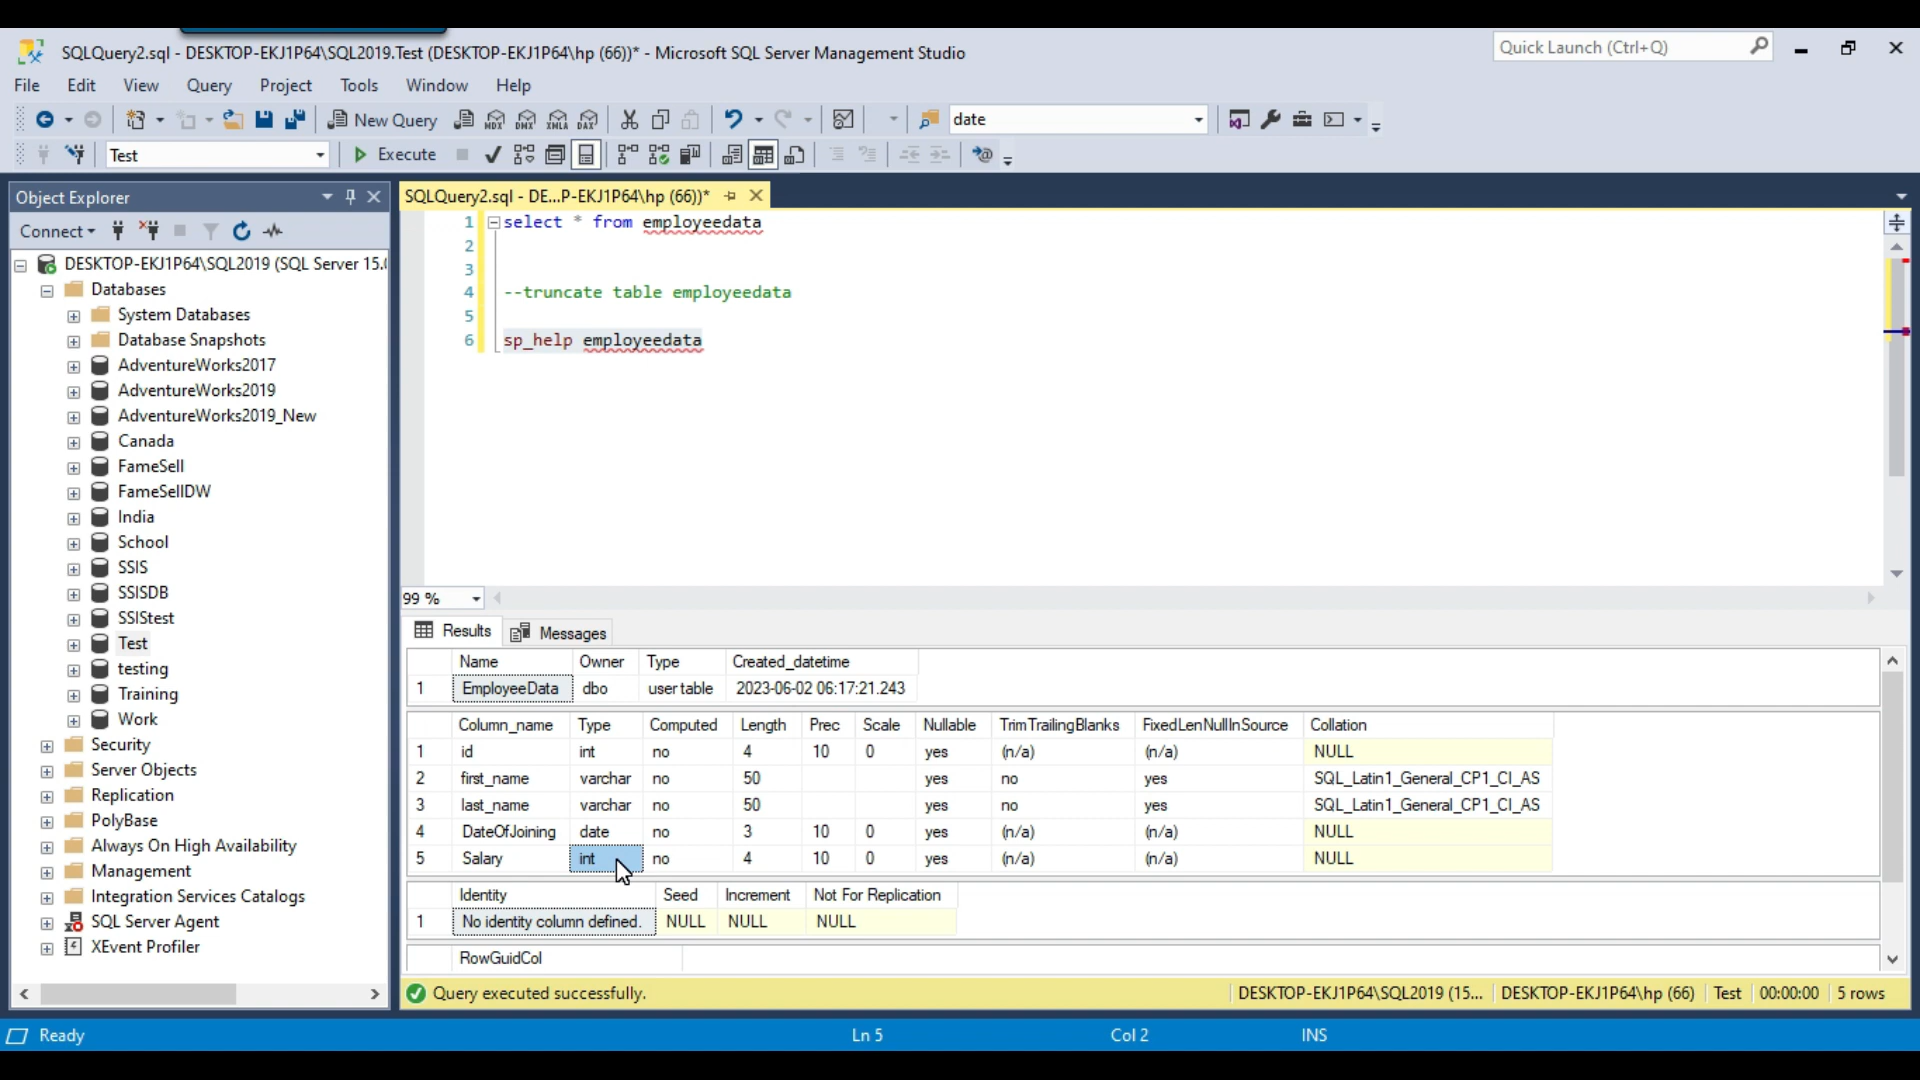 SQLQuery2.sql - DESKTOP-EKJ1P64\SQL2019.Test (DESKTOP-EKJ1P64\hp (66))* - Microsoft SQL Server Management Studio
Quick Launch (Ctrl+Q)
File Edit View Query Project Tools Window Help
New Query MDX DMX XMLA DAX date
Test Execute
Object Explorer
SQLQuery2.sql - DE...P-EKJ1P64\hp (66))*
Connect
DESKTOP-EKJ1P64\SQL2019 (SQL Server 15.(
Databases
System Databases
Database Snapshots
AdventureWorks2017
AdventureWorks2019
AdventureWorks2019_New
Canada
FameSell
FameSellDW
India
School
SSIS
SSISDB
SSIStest
Test
testing
Training
Work
Security
Server Objects
Replication
PolyBase
Always On High Availability
Management
Integration Services Catalogs
SQL Server Agent
XEvent Profiler
1 select * from employeedata
2
3
4 --truncate table employeedata
5
6 sp_help employeedata
99 %
Results Messages
Name Owner Type Created_datetime
1 EmployeeData dbo user table 2023-06-02 06:17:21.243
Column_name Type Computed Length Prec Scale Nullable TrimTrailingBlanks FixedLenNullInSource Collation
1 id int no 4 10 0 yes (n/a) (n/a) NULL
2 first_name varchar no 50 yes no yes SQL_Latin1_General_CP1_CI_AS
3 last_name varchar no 50 yes no yes SQL_Latin1_General_CP1_CI_AS
4 DateOfJoining date no 3 10 0 yes (n/a) (n/a) NULL
5 Salary int no 4 10 0 yes (n/a) (n/a) NULL
Identity Seed Increment Not For Replication
1 No identity column defined. NULL NULL NULL
RowGuidCol
Query executed successfully. DESKTOP-EKJ1P64\SQL2019 (15... DESKTOP-EKJ1P64\hp (66) Test 00:00:00 5 rows
Ready Ln 5 Col 2 INS